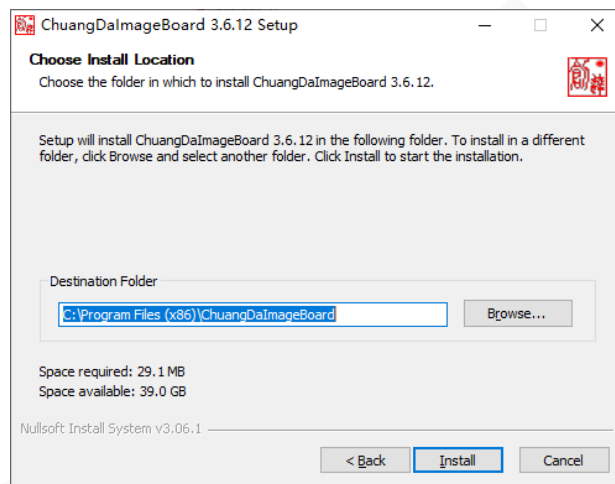 ChuangDaImageBoard 3.6.12 Setup
Choose Install Location
Choose the folder in which to install ChuangDaImageBoard 3.6.12.
Setup will install ChuangDaImageBoard 3.6.12 in the following folder. To install in a different
folder, click Browse and select another folder. Click Install to start the installation.
Destination Folder
C:\Program Files (x86)\ChuangDaImageBoard
Browse...
Space required: 29.1 MB
Space available: 39.0 GB
Nullsoft Install System v3.06.1
< Back
Install
Cancel